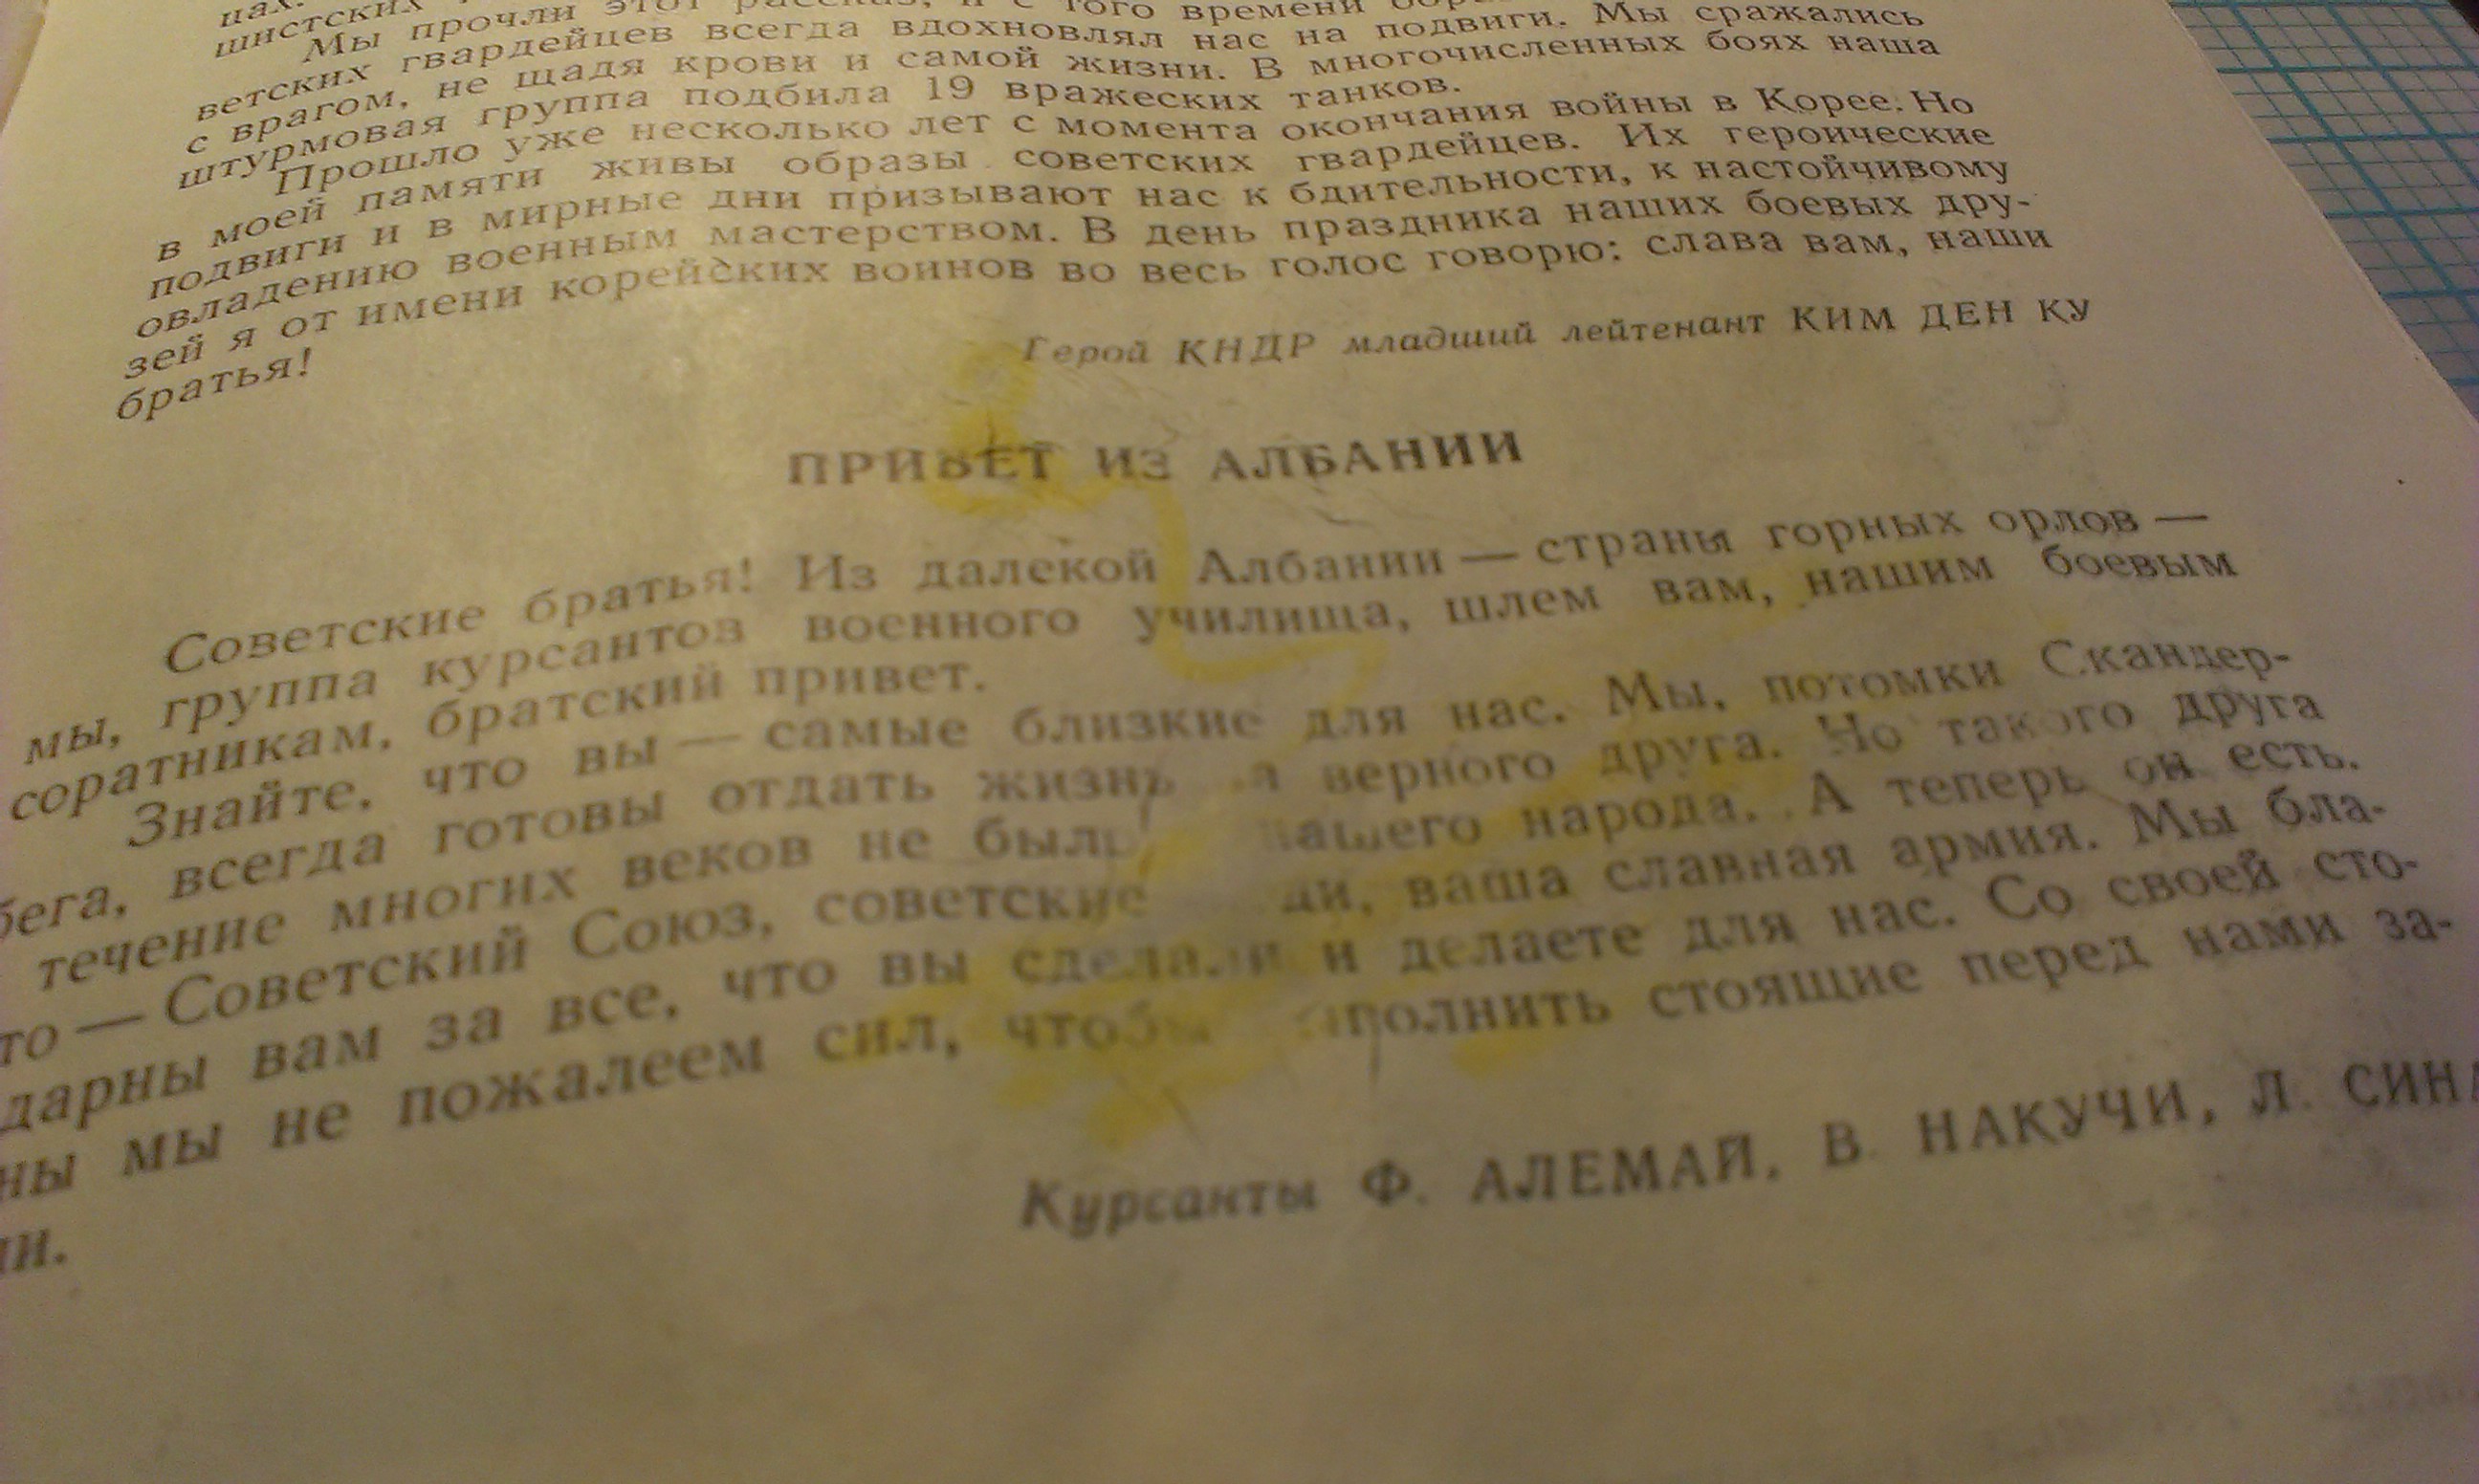 цах.
шистских
Мы прочли этот рассказ, и с того времени
ветских гвардейцев всегда вдохновлял нас на подвиги. Мы сражались
с врагом, не щадя крови и самой жизни. В многочисленных боях наша
штурмовая группа подбила 19 вражеских танков.
Прошло уже несколько лет с момента окончания войны в Корее. Но
в моей памяти живы образы советских гвардейцев. Их героические
подвиги и в мирные дни призывают нас к бдительности, к настойчивому
овладению военным мастерством. В день праздника наших боевых дру-
зей я от имени корейских воинов во весь голос говорю: слава вам, наши
братья!
Герой КНДР младший лейтенант КИМ ДЕН КУ
ПРИВЕТ ИЗ АЛБАНИИ
Советские братья! Из далекой Албании — страны горных орлов —
мы, группа курсантов военного училища, шлем вам, нашим боевым
соратникам, братский привет.
Знайте, что вы — самые близкие для нас. Мы, потомки Скандер-
бега, всегда готовы отдать жизнь верного друга. Но такого друга
течение многих веков не было нашего народа. А теперь он есть.
то — Советский Союз, советские ваша славная армия. Мы бла-
дарны вам за все, что вы сделали и делаете для нас. Со своей сто-
ны мы не пожалеем сил, чтобы стоящие перед нами за-
Курсанты Ф. АЛЕМАЙ, В. НАКУЧИ, Л.